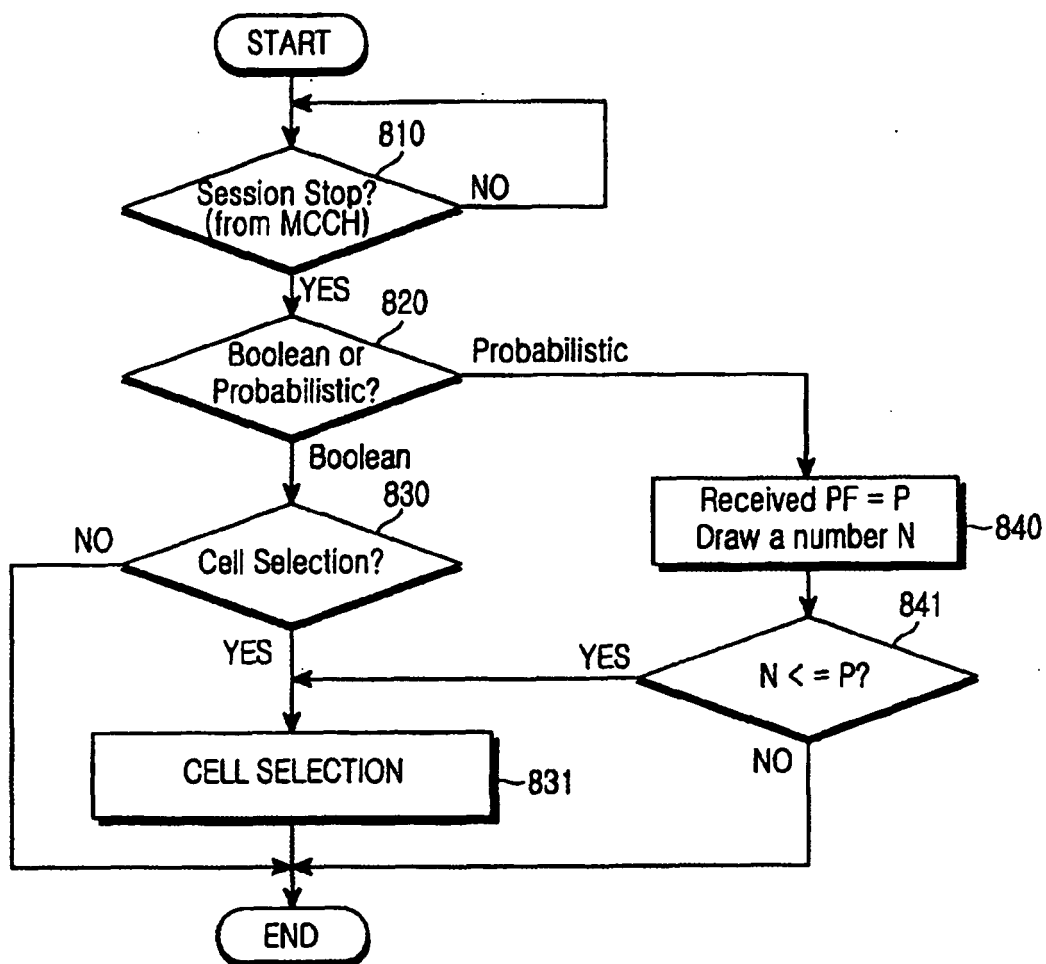 START
810
Session Stop?
(from MCCH)
NO
YES
820
Boolean or
Probabilistic?
Probabilistic
Boolean
830
NO
Cell Selection?
YES
Received PF = P
Draw a number N
840
841
YES
N < = P?
NO
CELL SELECTION
831
END